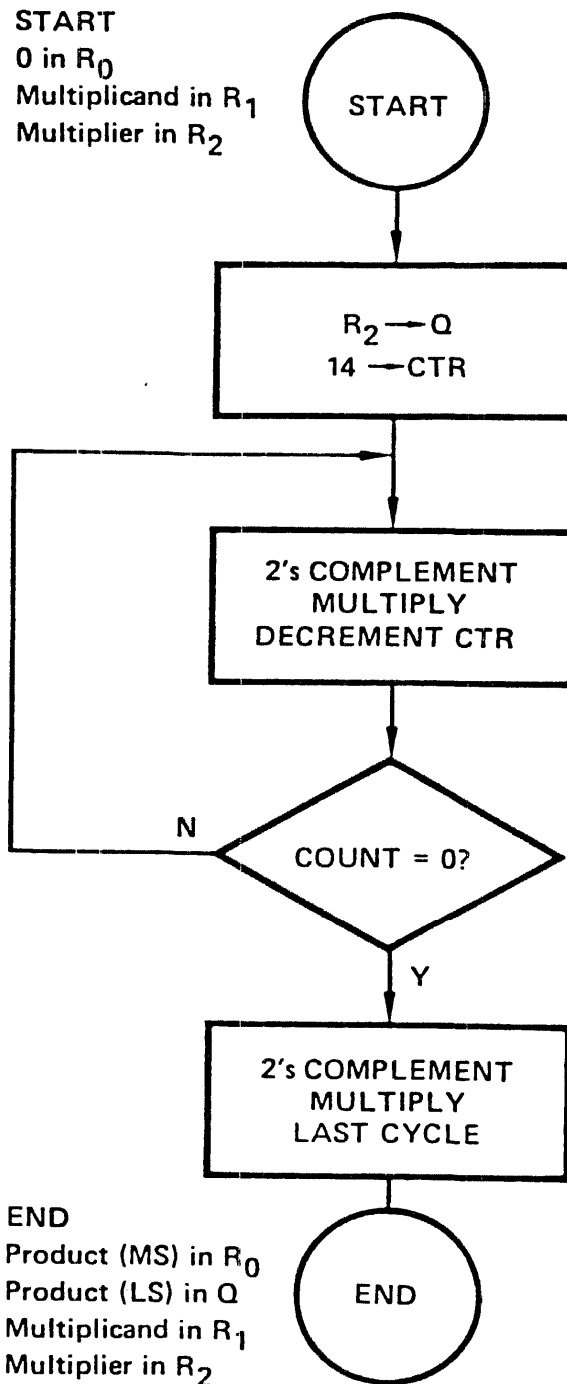 START
0 in R0
Multiplicand in R1
Multiplier in R2
START
R2 → Q
14 → CTR
2's COMPLEMENT
MULTIPLY
DECREMENT CTR
N
COUNT = 0?
Y
2's COMPLEMENT
MULTIPLY
LAST CYCLE
END
Product (MS) in R0
Product (LS) in Q
Multiplicand in R1
Multiplier in R2
END